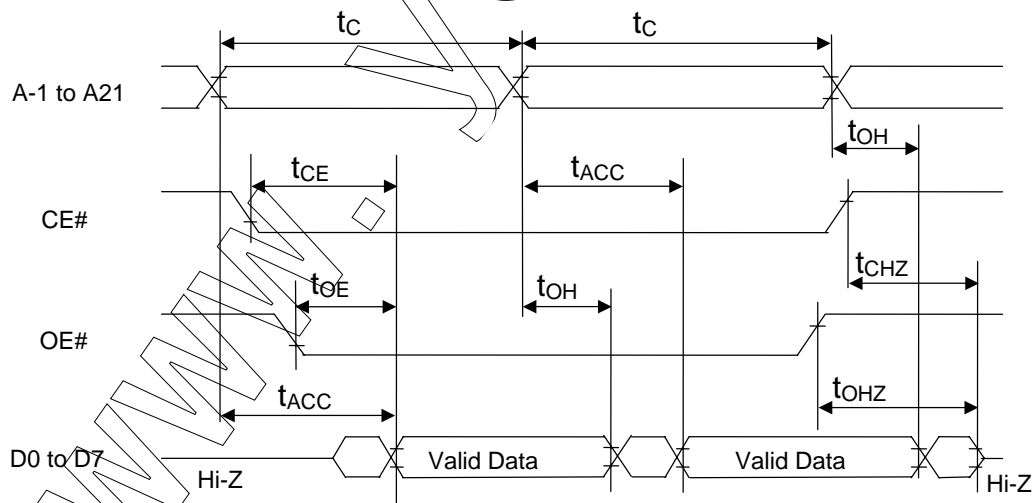 tC tC
A-1 to A21
tOH
tCE tACC
CE#
tCHZ
tOE tOH
OE#
tACC tOHZ
D0 to D7 Hi-Z Valid Data Valid Data Hi-Z
WWW.